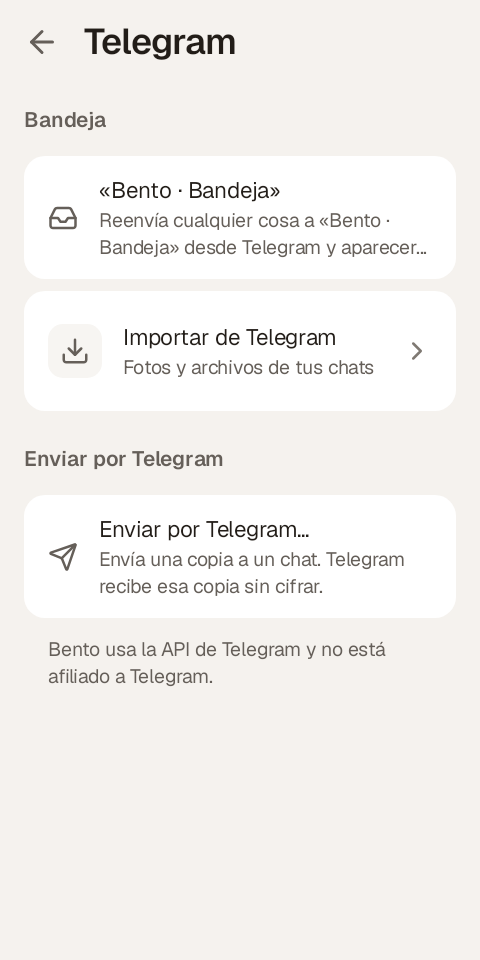 Telegram
Bandeja
«Bento · Bandeja»
Reenvía cualquier cosa a «Bento ·
Bandeja» desde Telegram y aparecer...
Importar de Telegram
Fotos y archivos de tus chats
Enviar por Telegram
Enviar por Telegram...
Envía una copia a un chat. Telegram
recibe esa copia sin cifrar.
Bento usa la API de Telegram y no está
afiliado a Telegram.